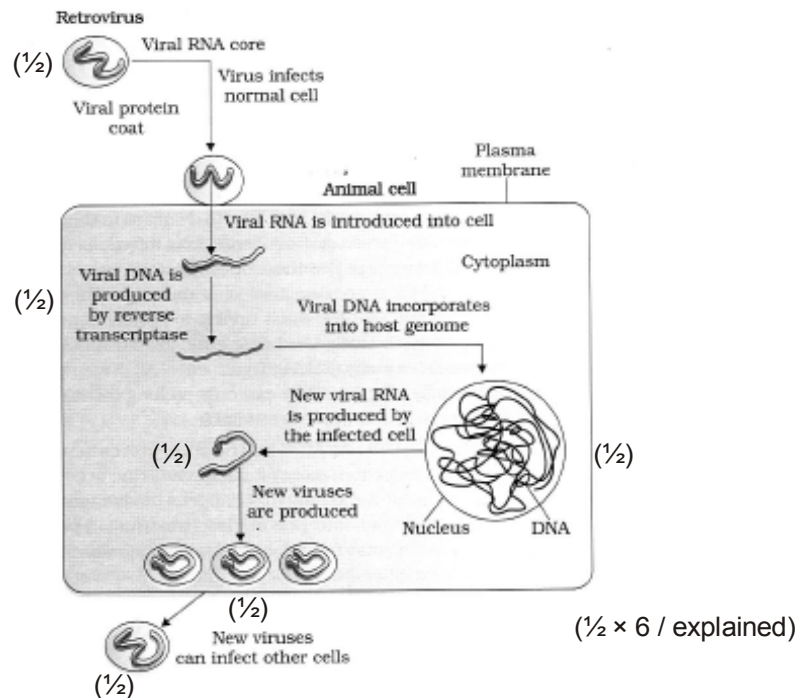 Retrovirus
(½)
Viral RNA core
Virus infects
normal cell
Viral protein
coat
Plasma
membrane
Animal cell
Viral RNA is introduced into cell
Cytoplasm
(½)
Viral DNA is
produced
by reverse
transcriptase
Viral DNA incorporates
into host genome
New viral RNA
is produced by
the infected cell
(½)
(½)
New viruses
are produced
Nucleus
DNA
(½)
(½ × 6 / explained)
New viruses
can infect other cells
(½)